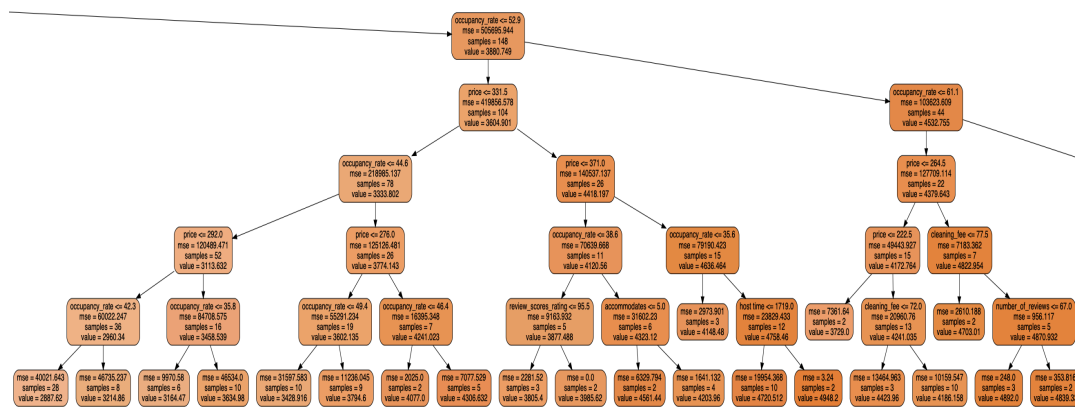 occupancy_rate <= 52.9
mse = 505695.944
samples = 148
value = 3880.749
price <= 331.5
mse = 419856.578
samples = 104
value = 3604.901
occupancy_rate <= 61.1
mse = 103623.609
samples = 44
value = 4532.755
occupancy_rate <= 44.6
mse = 218985.137
samples = 78
value = 3333.802
price <= 371.0
mse = 140537.137
samples = 26
value = 4418.197
price <= 264.5
mse = 127709.114
samples = 22
value = 4379.643
price <= 292.0
mse = 120489.471
samples = 52
value = 3113.632
price <= 276.0
mse = 125126.481
samples = 26
value = 3774.143
occupancy_rate <= 38.6
mse = 70639.668
samples = 11
value = 4120.56
occupancy_rate <= 35.6
mse = 79190.423
samples = 15
value = 4636.464
price <= 222.5
mse = 49443.927
samples = 15
value = 4172.764
cleaning_fee <= 77.5
mse = 7183.362
samples = 7
value = 4822.954
occupancy_rate <= 42.3
mse = 60022.247
samples = 36
value = 2960.34
occupancy_rate <= 35.8
mse = 84708.575
samples = 16
value = 3458.539
occupancy_rate <= 49.4
mse = 55291.234
samples = 19
value = 3602.135
occupancy_rate <= 46.4
mse = 16395.348
samples = 7
value = 4241.023
review_scores_rating <= 95.5
mse = 9163.932
samples = 5
value = 3877.488
accommodates <= 5.0
mse = 31602.23
samples = 6
value = 4323.12
mse = 2973.901
samples = 3
value = 4148.48
host time <= 1719.0
mse = 23829.433
samples = 12
value = 4758.46
mse = 7361.64
samples = 2
value = 3729.0
cleaning_fee <= 72.0
mse = 20960.76
samples = 13
value = 4241.035
mse = 2610.188
samples = 2
value = 4703.01
number_of_reviews <= 67.0
mse = 956.117
samples = 5
value = 4870.932
mse = 40021.643
samples = 28
value = 2887.62
mse = 46735.237
samples = 8
value = 3214.86
mse = 9970.58
samples = 6
value = 3164.47
mse = 46534.0
samples = 10
value = 3634.98
mse = 31597.583
samples = 10
value = 3428.916
mse = 11236.045
samples = 9
value = 3794.6
mse = 2025.0
samples = 2
value = 4077.0
mse = 7077.529
samples = 5
value = 4306.632
mse = 2281.52
samples = 3
value = 3805.4
mse = 0.0
samples = 2
value = 3985.62
mse = 6329.794
samples = 2
value = 4561.44
mse = 1641.132
samples = 4
value = 4203.96
mse = 19954.368
samples = 10
value = 4720.512
mse = 3.24
samples = 2
value = 4948.2
mse = 13464.963
samples = 3
value = 4423.96
mse = 10159.547
samples = 10
value = 4186.158
mse = 248.0
samples = 3
value = 4892.0
mse = 353.816
samples = 2
value = 4839.33